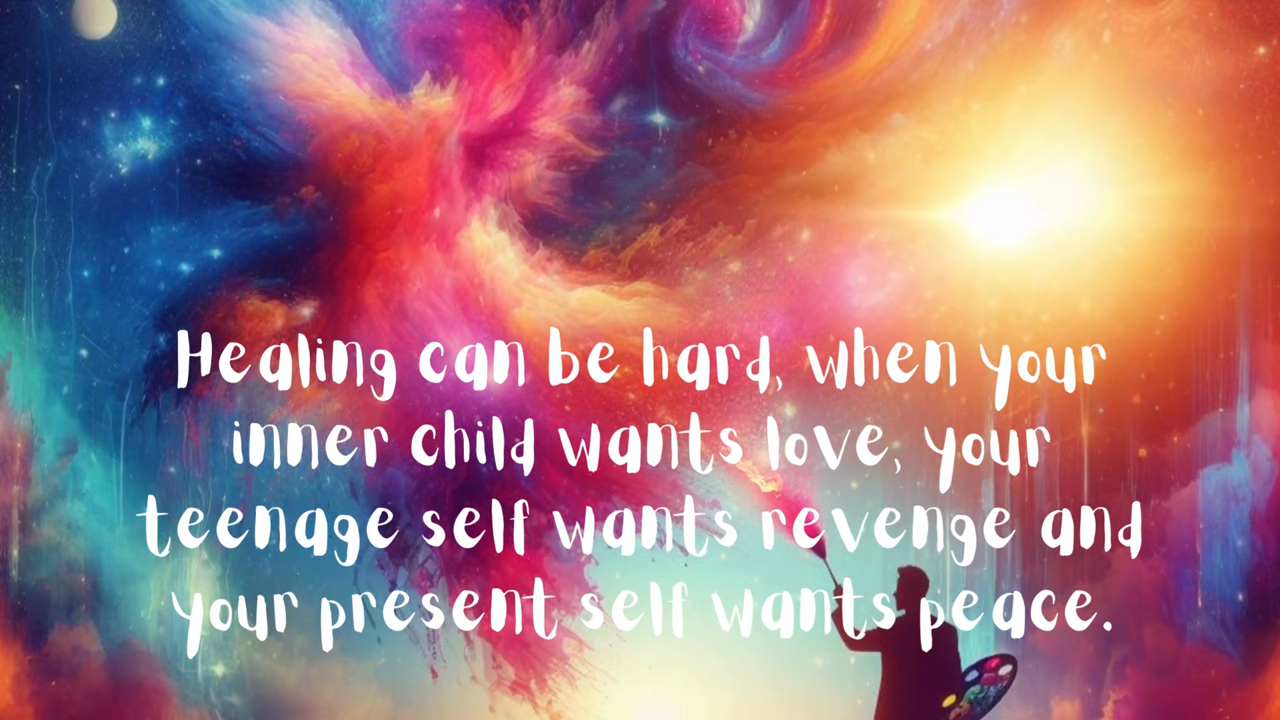 Healing can be hard, when your
inner child wants love, your
teenage self wants revenge and
your present self wants peace.